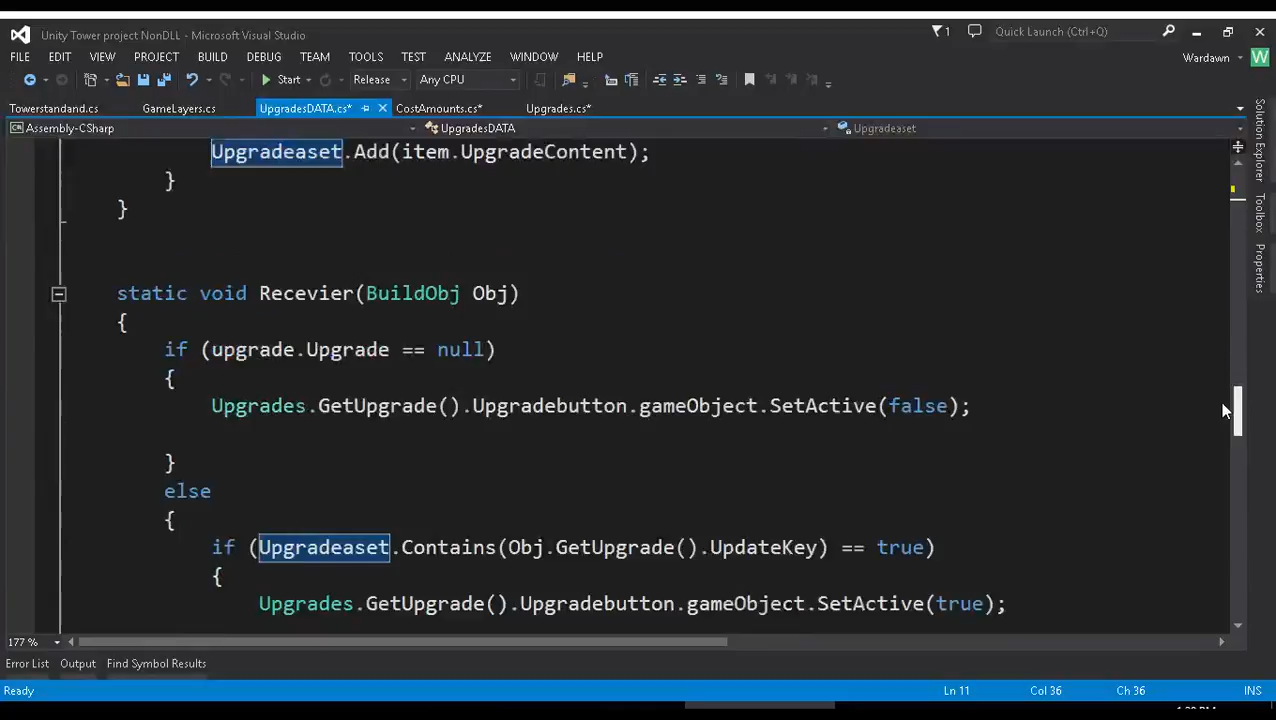 Unity Tower project NonDLL - Microsoft Visual Studio
1
Quick Launch (Ctrl+Q)
FILE EDIT VIEW PROJECT BUILD DEBUG TEAM TOOLS TEST ANALYZE WINDOW HELP
Wardawn W
Start Release Any CPU
Towerstandand.cs GameLayers.cs UpgradesDATA.cs* CostAmounts.cs* Upgrades.cs*
Assembly-CSharp UpgradesDATA Upgradeaset
Upgradeaset.Add(item.UpgradeContent);
}
}
static void Recevier(BuildObj Obj)
{
if (upgrade.Upgrade == null)
{
Upgrades.GetUpgrade().Upgradebutton.gameObject.SetActive(false);
}
else
{
if (Upgradeaset.Contains(Obj.GetUpgrade().UpdateKey) == true)
{
Upgrades.GetUpgrade().Upgradebutton.gameObject.SetActive(true);
177 %
Error List Output Find Symbol Results
Ready Ln 11 Col 36 Ch 36 INS
Solution Explorer
Toolbox
Properties